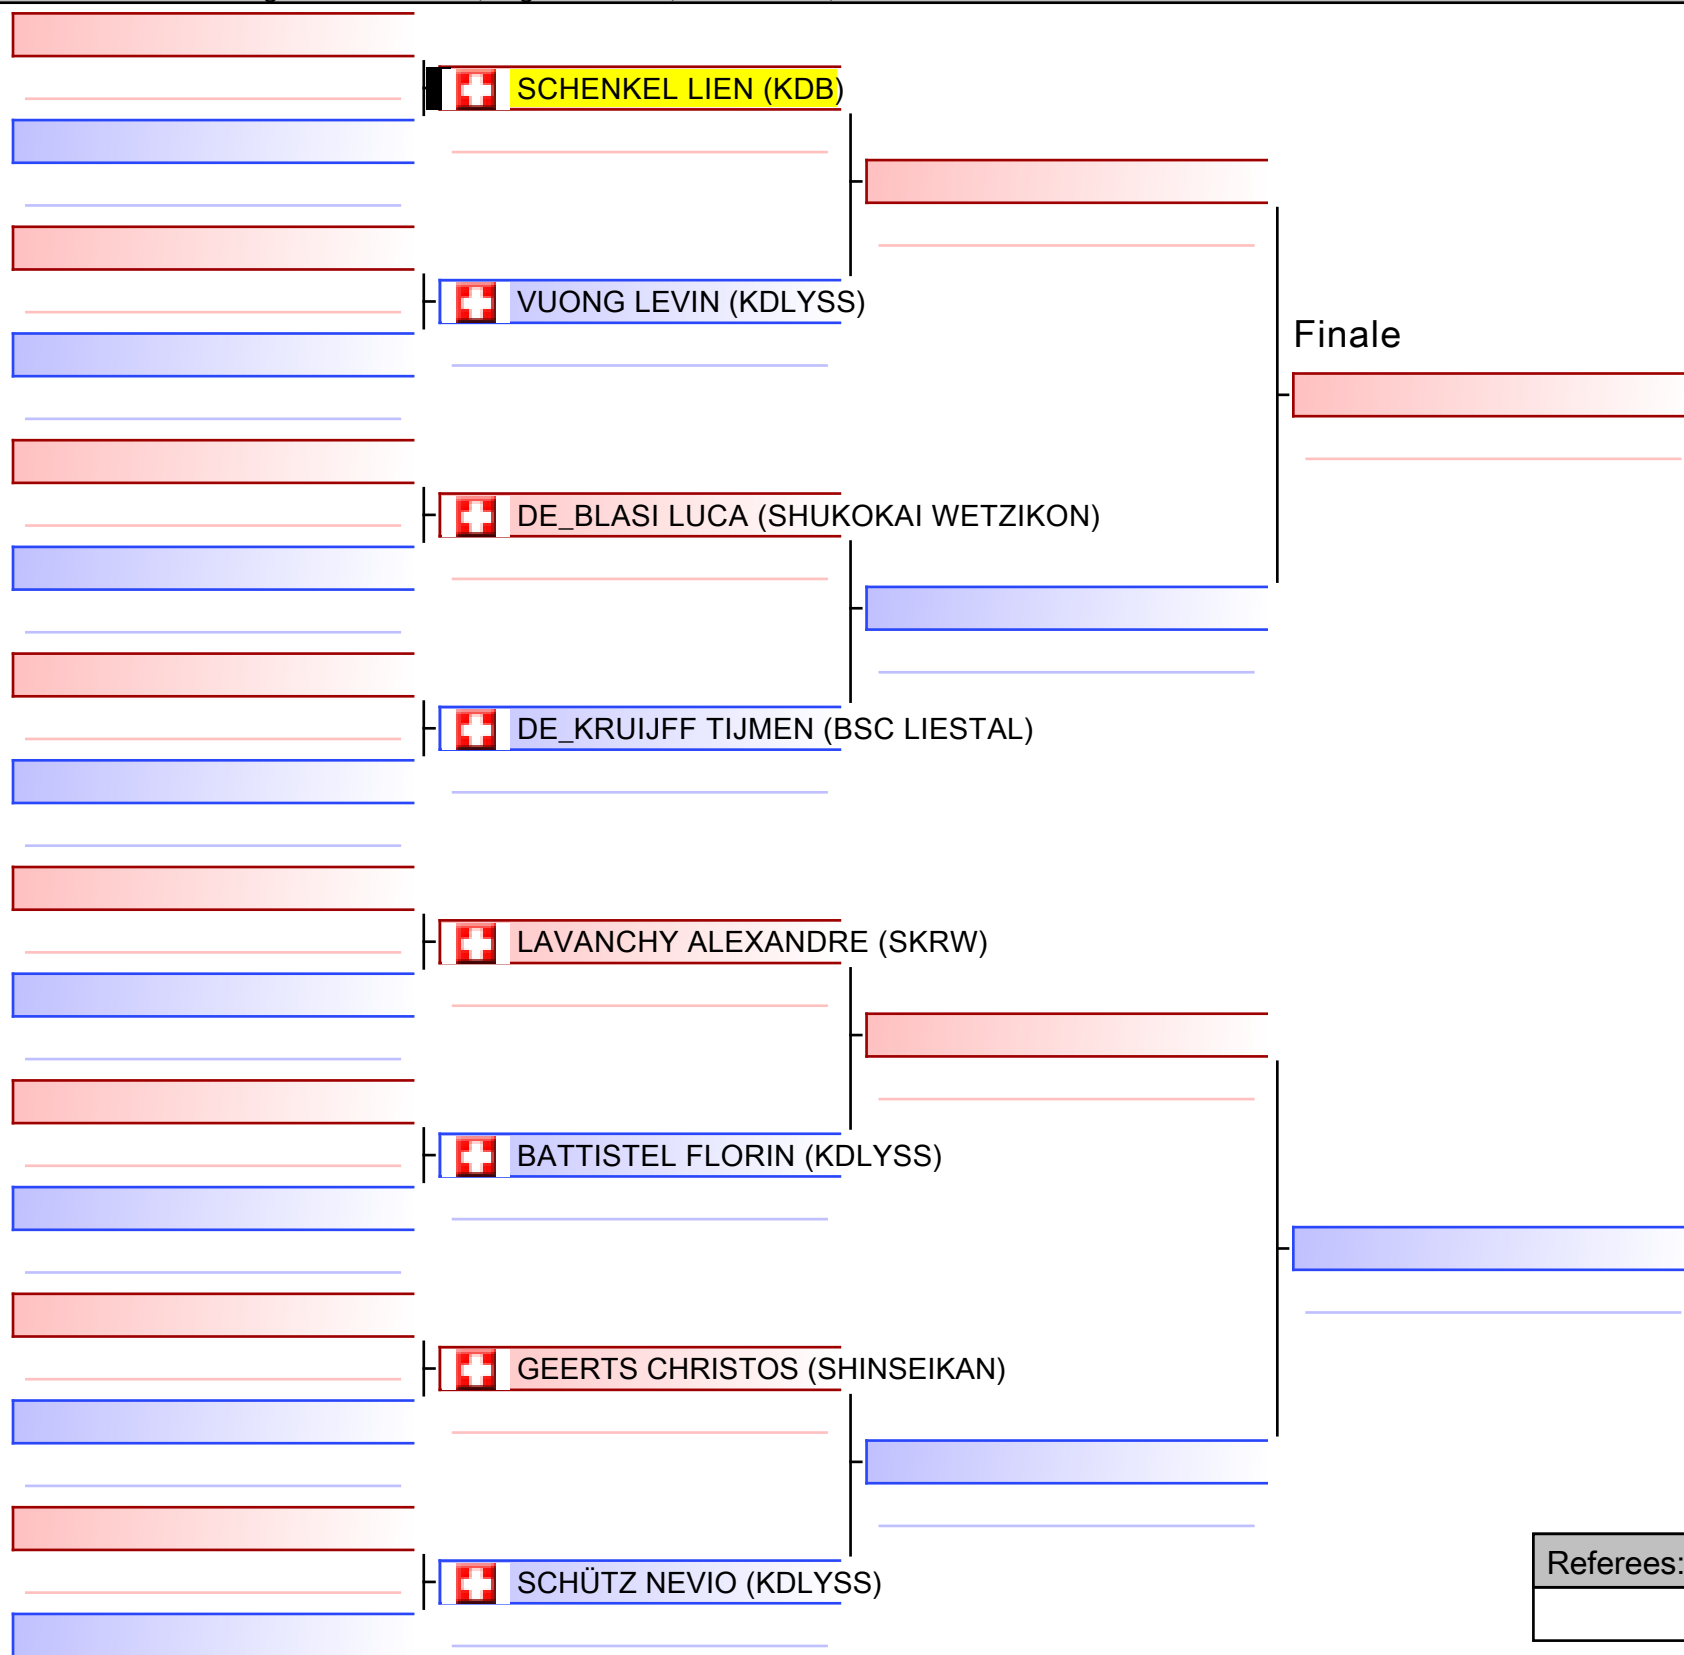 SCHENKEL LIEN (KDB)
VUONG LEVIN (KDLYSS)
Finale
DE_BLASI LUCA (SHUKOKAI WETZIKON)
DE_KRUIJFF TIJMEN (BSC LIESTAL)
LAVANCHY ALEXANDRE (SKRW)
BATTISTEL FLORIN (KDLYSS)
GEERTS CHRISTOS (SHINSEIKAN)
Referees:
SCHÜTZ NEVIO (KDLYSS)